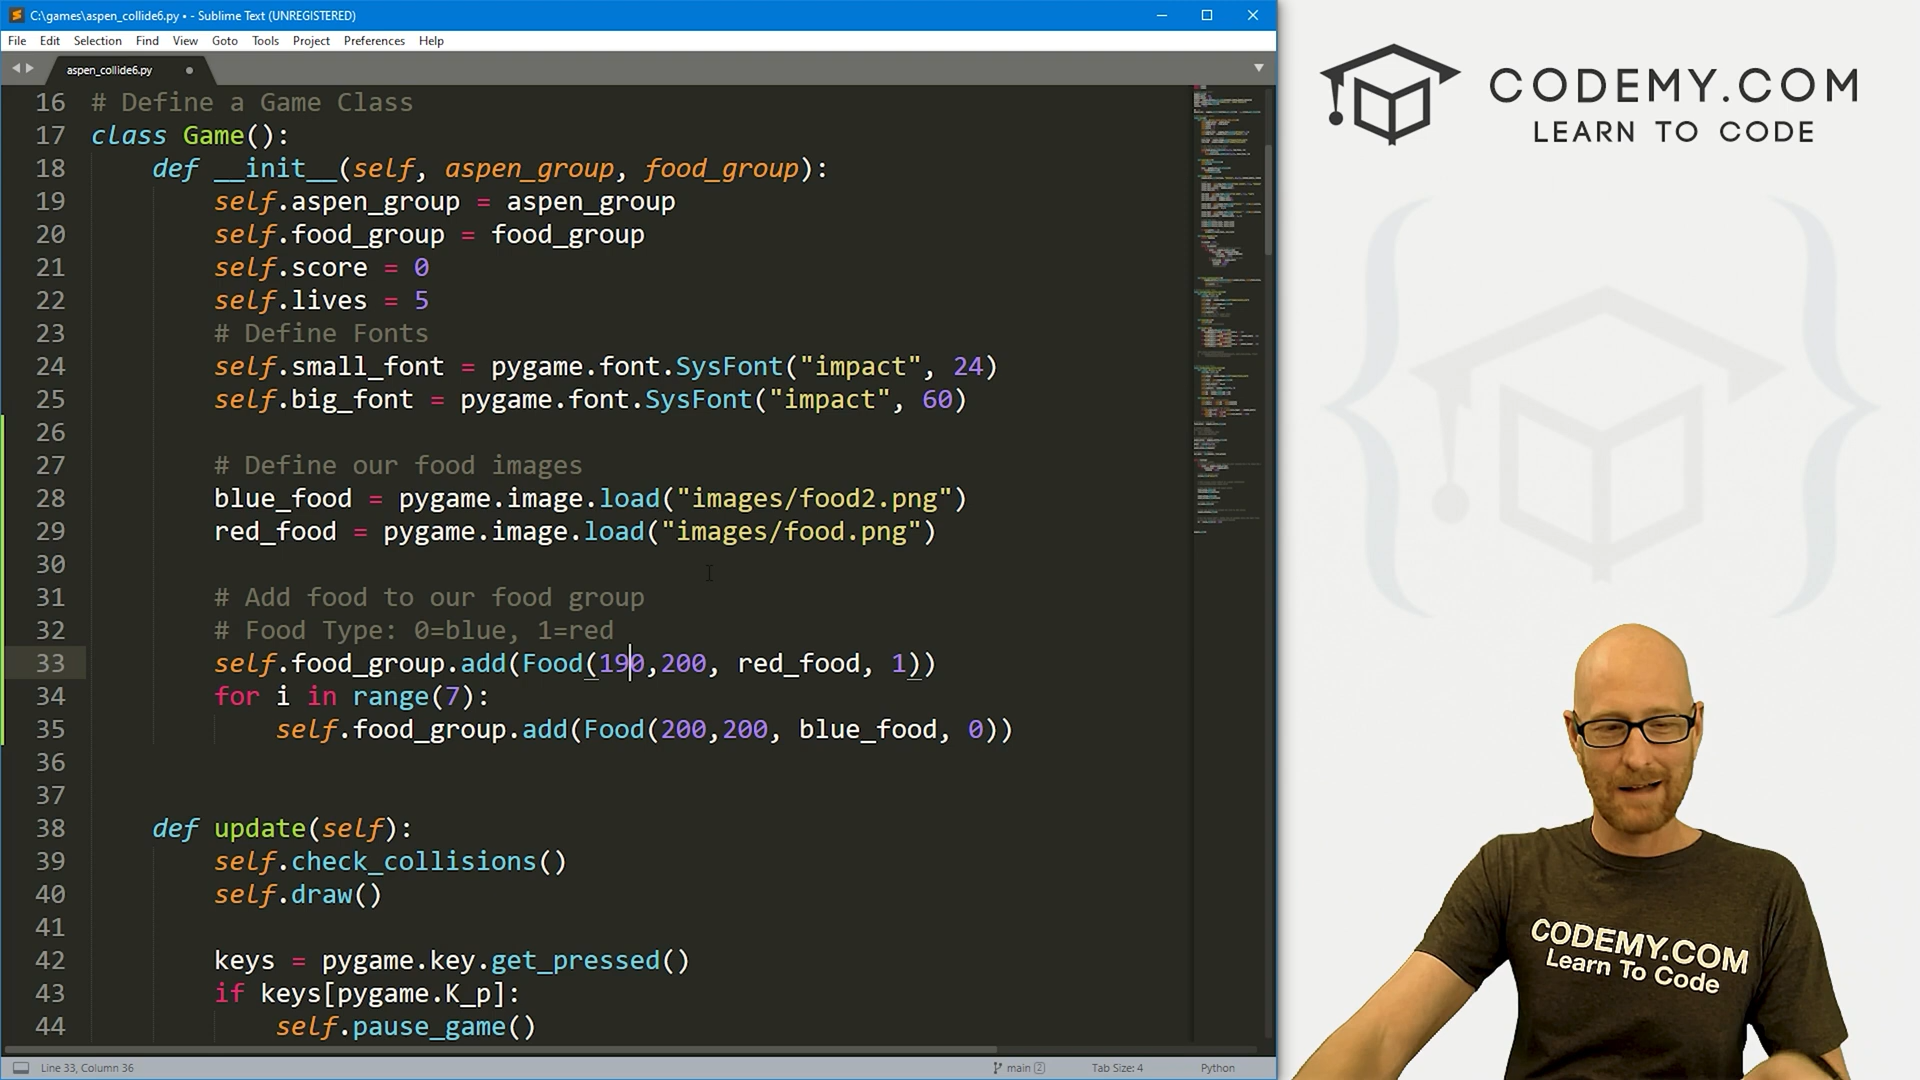 C:\games\aspen_collide6.py • - Sublime Text (UNREGISTERED)
File Edit Selection Find View Goto Tools Project Preferences Help
aspen_collide6.py
16 # Define a Game Class
17 class Game():
18 def __init__(self, aspen_group, food_group):
19 self.aspen_group = aspen_group
20 self.food_group = food_group
21 self.score = 0
22 self.lives = 5
23 # Define Fonts
24 self.small_font = pygame.font.SysFont("impact", 24)
25 self.big_font = pygame.font.SysFont("impact", 60)
26
27 # Define our food images
28 blue_food = pygame.image.load("images/food2.png")
29 red_food = pygame.image.load("images/food.png")
30
31 # Add food to our food group
32 # Food Type: 0=blue, 1=red
33 self.food_group.add(Food(190,200, red_food, 1))
34 for i in range(7):
35 self.food_group.add(Food(200,200, blue_food, 0))
36
37
38 def update(self):
39 self.check_collisions()
40 self.draw()
41
42 keys = pygame.key.get_pressed()
43 if keys[pygame.K_p]:
44 self.pause_game()
Line 33, Column 36
main 2
Tab Size: 4
Python
CODEMY.COM
LEARN TO CODE
CODEMY.COM
Learn To Code